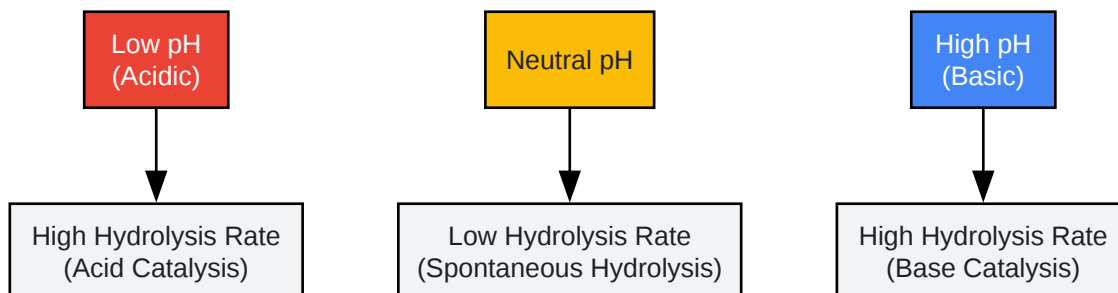 Low pH
(Acidic)
Neutral pH
High pH
(Basic)
High Hydrolysis Rate
(Acid Catalysis)
Low Hydrolysis Rate
(Spontaneous Hydrolysis)
High Hydrolysis Rate
(Base Catalysis)